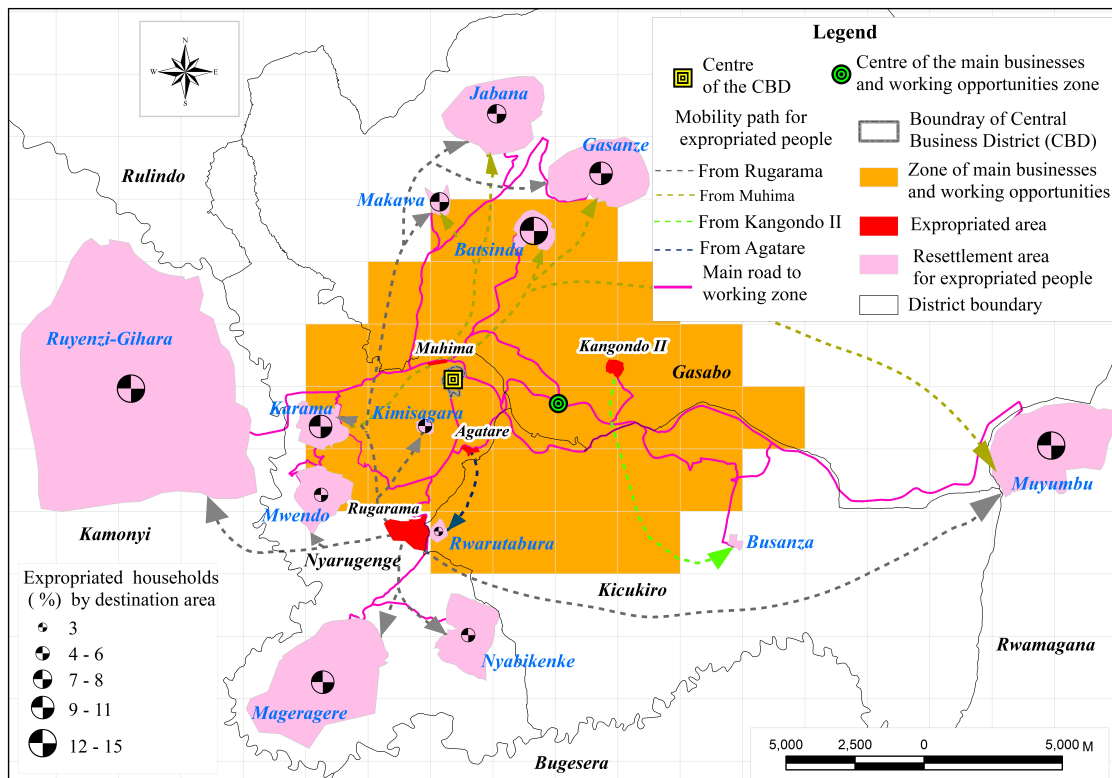 N
W
E
S
Jabana
Gasanze
Rulindo
Makawa
Batsinda
Ruyenzi-Gihara
Muhima
Kangondo II
Gasabo
Karama
Kimisagara
Agatare
Muyumbu
Mwendo
Rugarama
Kamonyi
Rwarutabura
Busanza
Nyarugenge
Kicukiro
Nyabikenke
Rwamagana
Mageragere
Bugesera
Legend
Centre
of the CBD
Centre of the main businesses
and working opportunities zone
Mobility path for
expropriated people
From Rugarama
From Muhima
From Kangondo II
From Agatare
Main road to
working zone
Boundray of Central
Business District (CBD)
Zone of main businesses
and working opportunities
Expropriated area
Resettlement area
for expropriated people
District boundary
Expropriated households
( %) by destination area
3
4 - 6
7 - 8
9 - 11
12 - 15
5,000 2,500 0 5,000 M